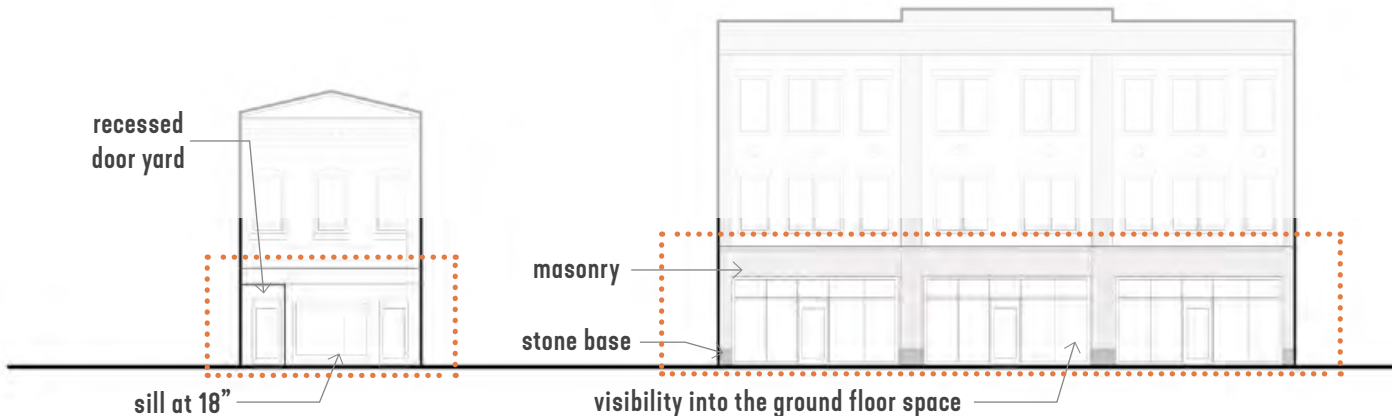 recessed
door yard
masonry
stone base
sill at 18”
visibility into the ground floor space